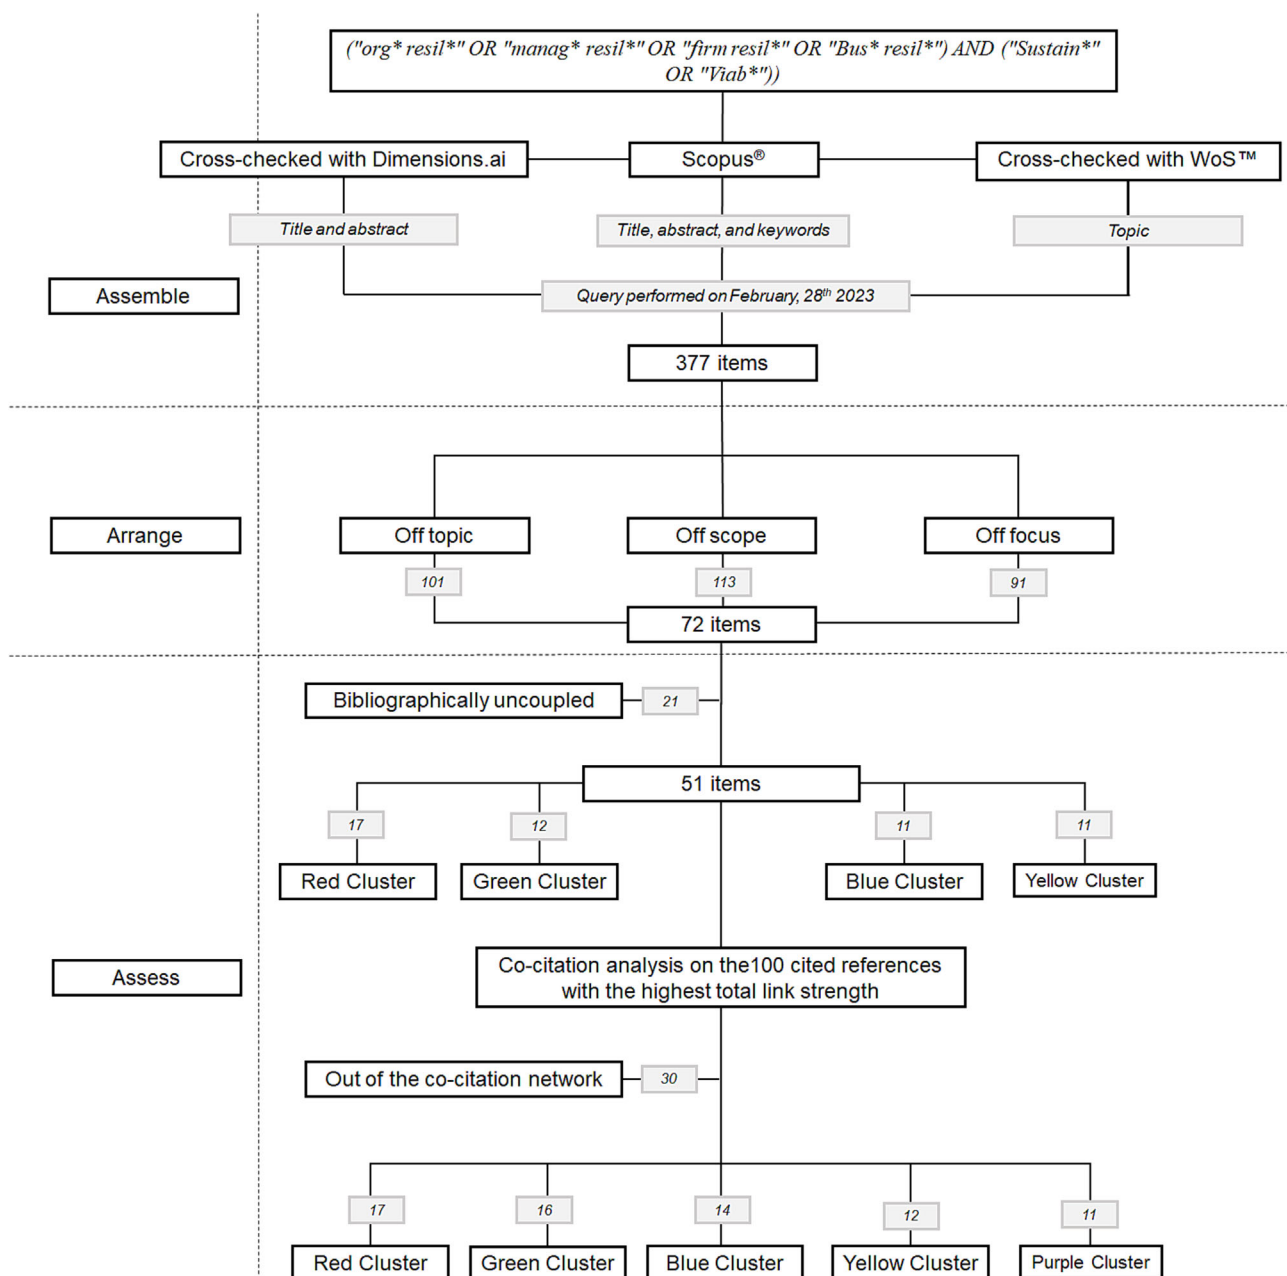 ("org* resil*" OR "manag* resil*" OR "firm resil*" OR "Bus* resil*") AND ("Sustain*"
OR "Viab*"))
Cross-checked with Dimensions.ai
Scopus®
Cross-checked with WoS™
Title and abstract
Title, abstract, and keywords
Topic
Assemble
Query performed on February, 28th 2023
377 items
Arrange
Off topic
Off scope
Off focus
101
113
91
72 items
Bibliographically uncoupled
21
51 items
17
12
11
11
Red Cluster
Green Cluster
Blue Cluster
Yellow Cluster
Assess
Co-citation analysis on the100 cited references
with the highest total link strength
Out of the co-citation network
30
17
16
14
12
11
Red Cluster
Green Cluster
Blue Cluster
Yellow Cluster
Purple Cluster